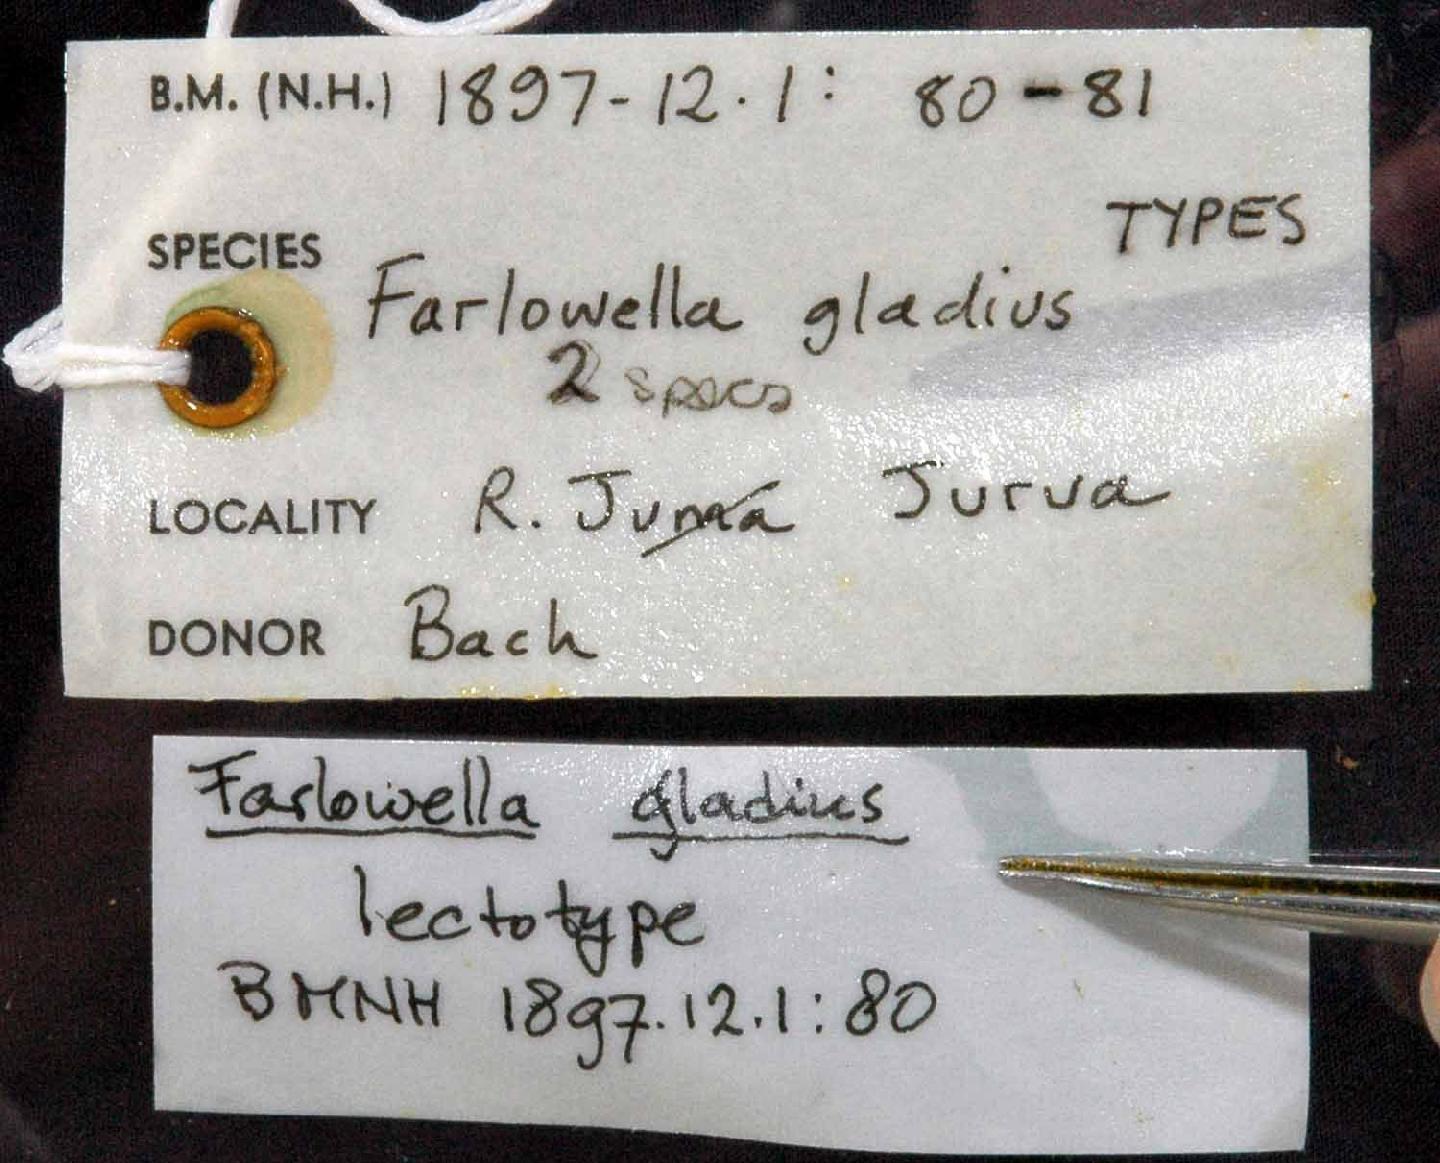 B.M. (N.H.) 1897-12.1: 80-81
TYPES
SPECIES Farlowella gladius
2 specs
LOCALITY R. Jumá Jurua
DONOR Bach
Farlowella gladius
lectotype
BMNH 1897.12.1:80